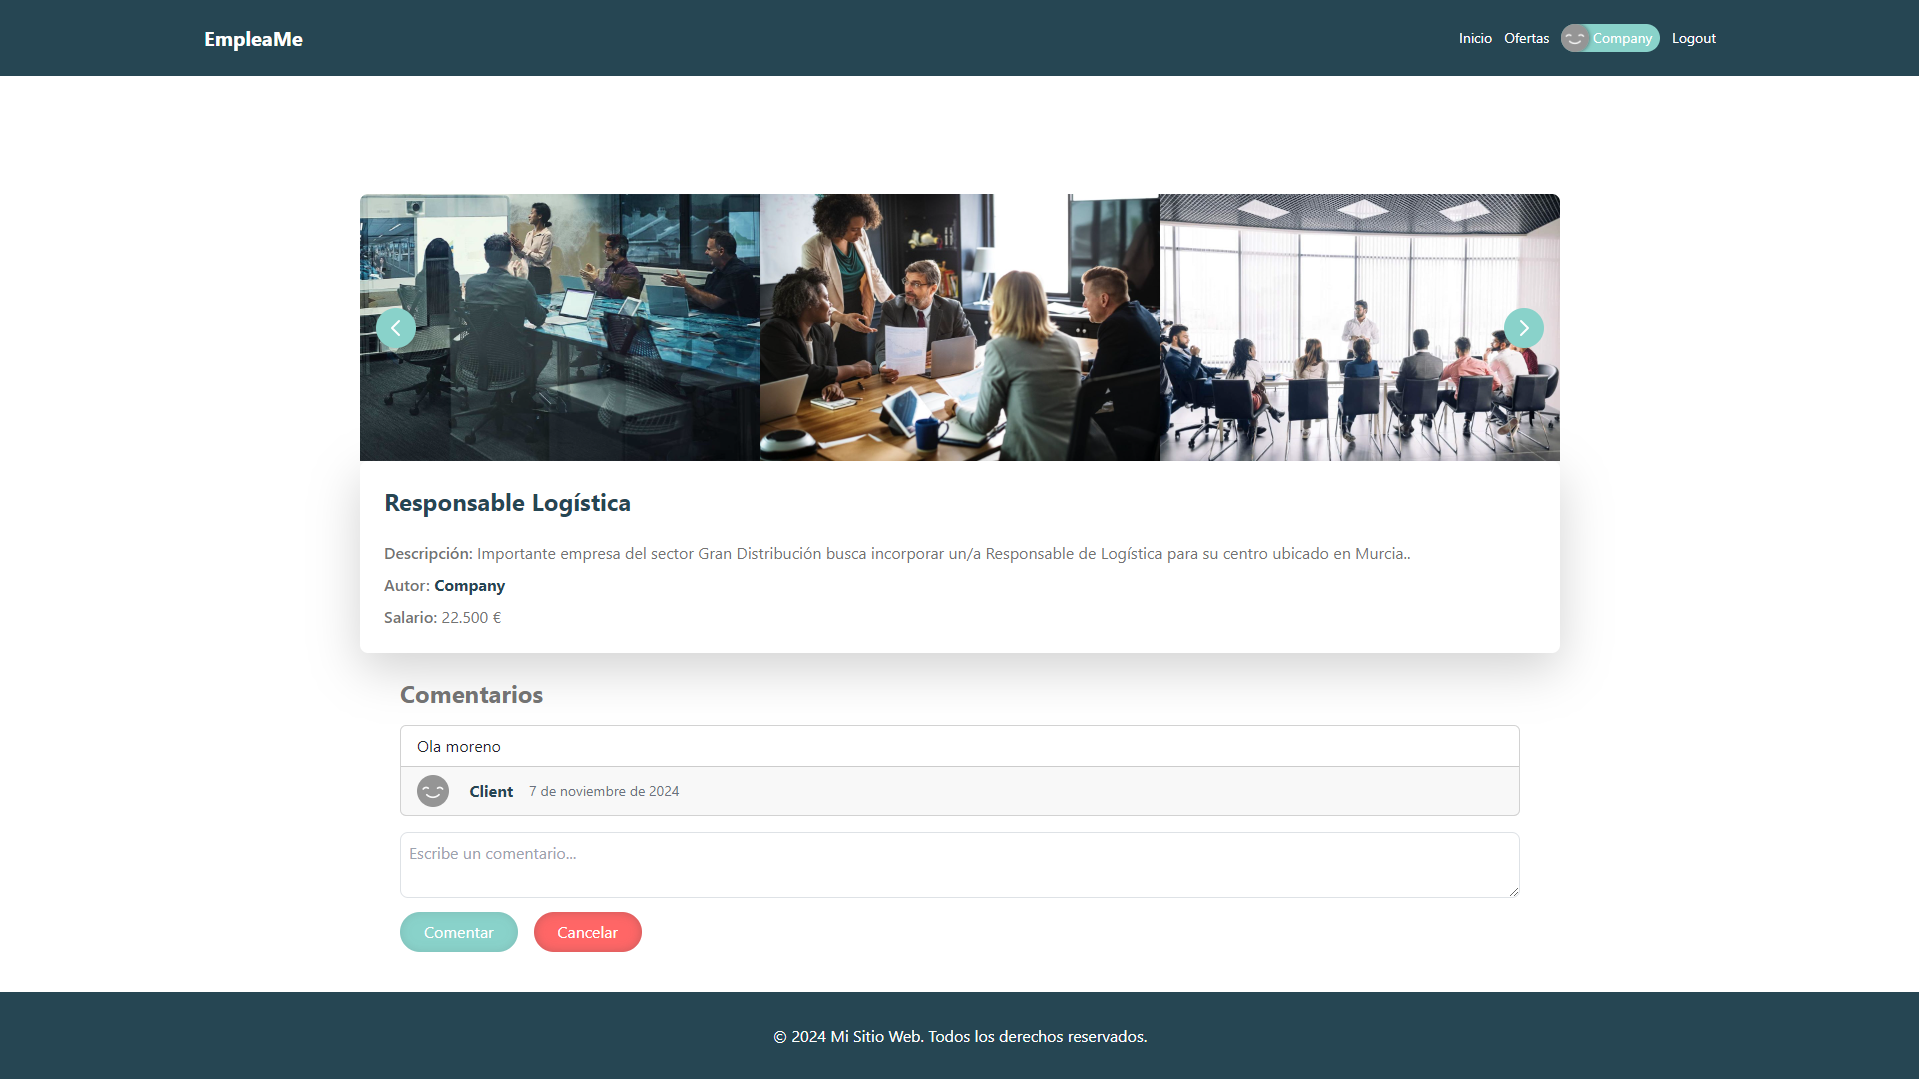 EmpleaMe
Inicio Ofertas Company Logout
Responsable Logística
Descripción: Importante empresa del sector Gran Distribución busca incorporar un/a Responsable de Logística para su centro ubicado en Murcia..
Autor: Company
Salario: 22.500 €
Comentarios
Ola moreno
Client 7 de noviembre de 2024
Escribe un comentario...
Comentar Cancelar
© 2024 Mi Sitio Web. Todos los derechos reservados.